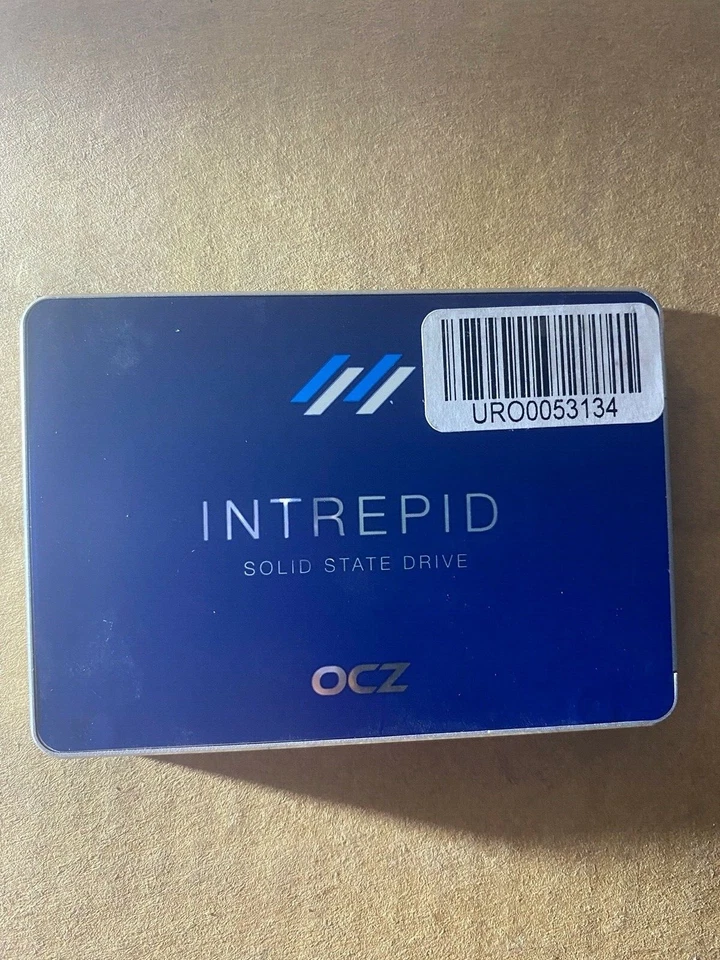 URO0053134
INTREPID
SOLID STATE DRIVE
OCZ